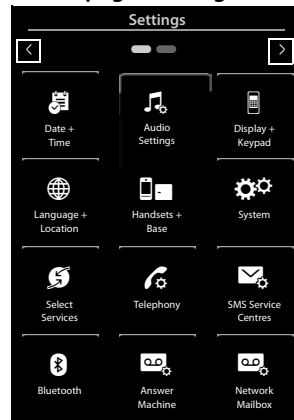 Settings
Date +
Time
Audio
Settings
Display +
Keypad
Language +
Location
Handsets +
Base
System
Select
Services
Telephony
SMS Service
Centres
Bluetooth
Answer
Machine
Network
Mailbox